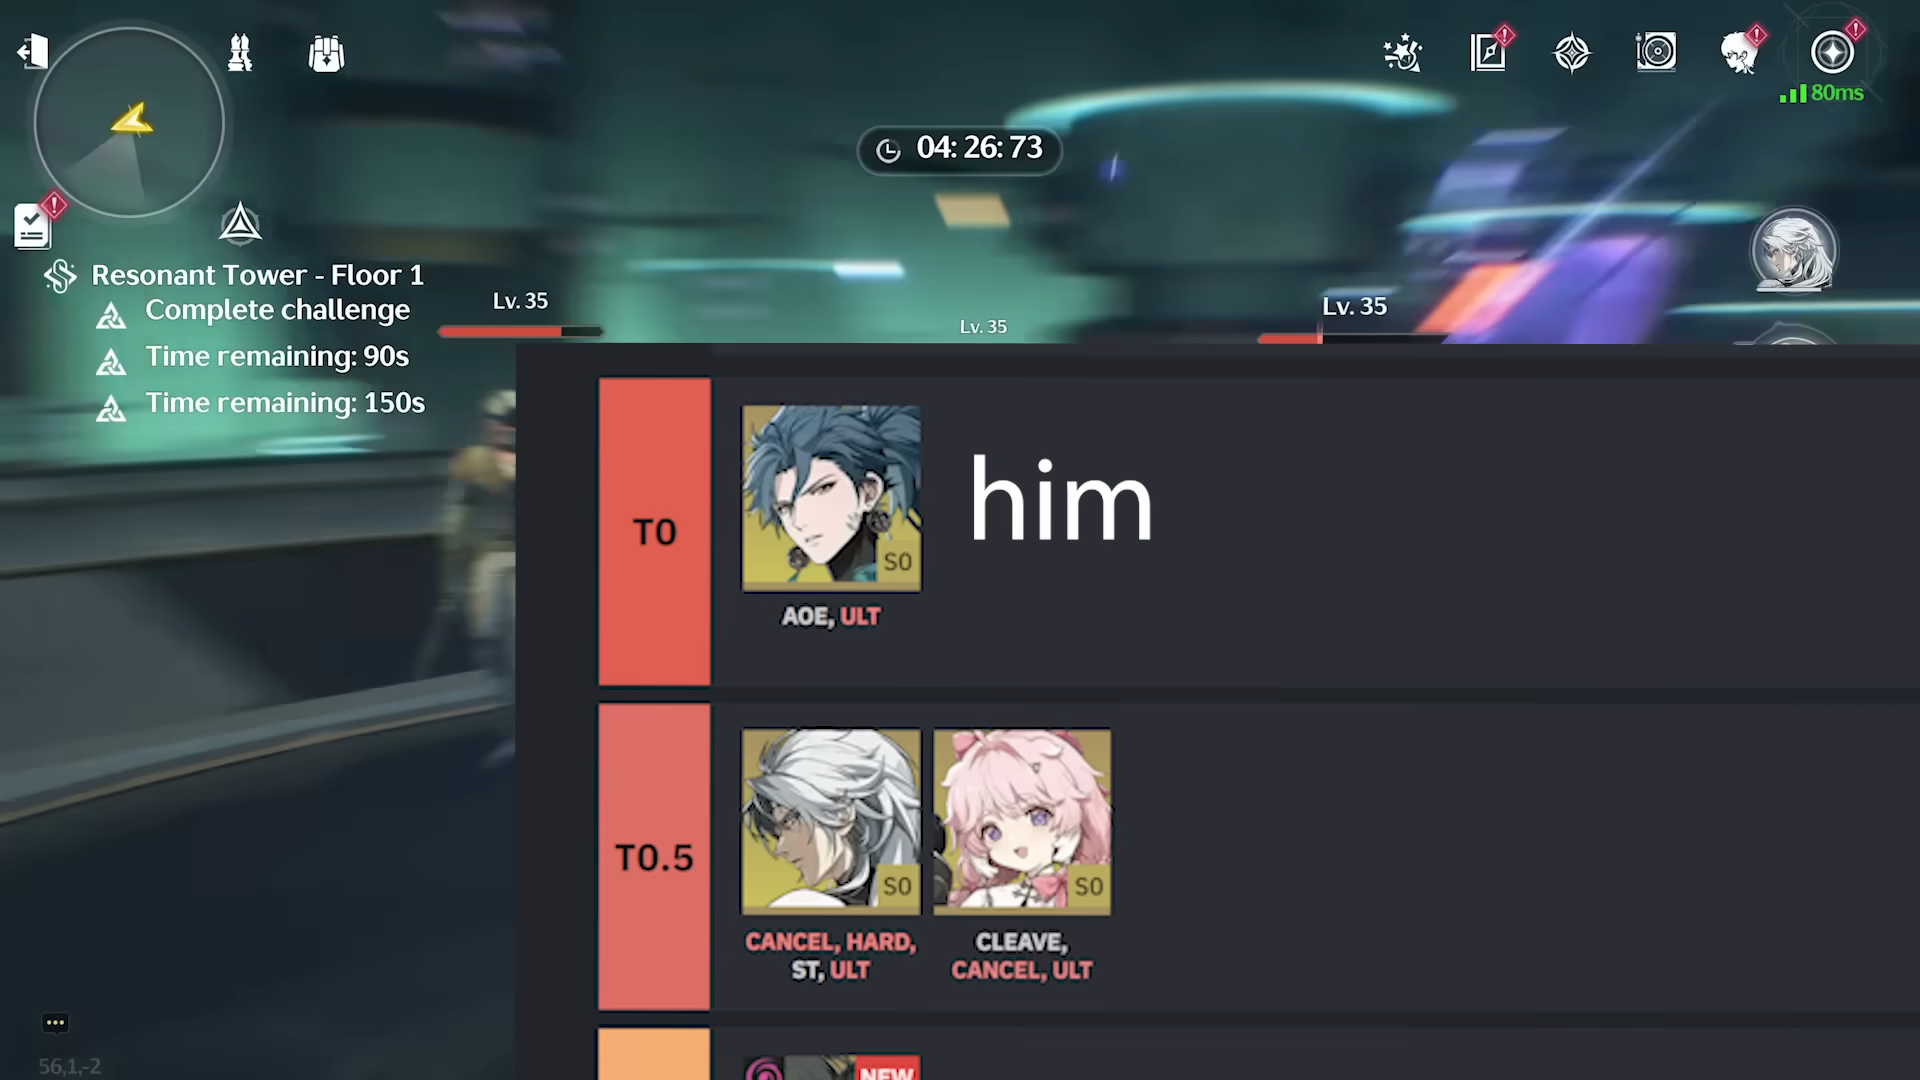 80ms
04: 26: 73
Resonant Tower - Floor 1
Complete challenge
Time remaining: 90s
Time remaining: 150s
Lv. 35
Lv. 35
Lv. 35
T0
S0
him
AOE, ULT
T0.5
S0
S0
CANCEL, HARD,
ST, ULT
CLEAVE,
CANCEL, ULT
NEW
56,1,-2